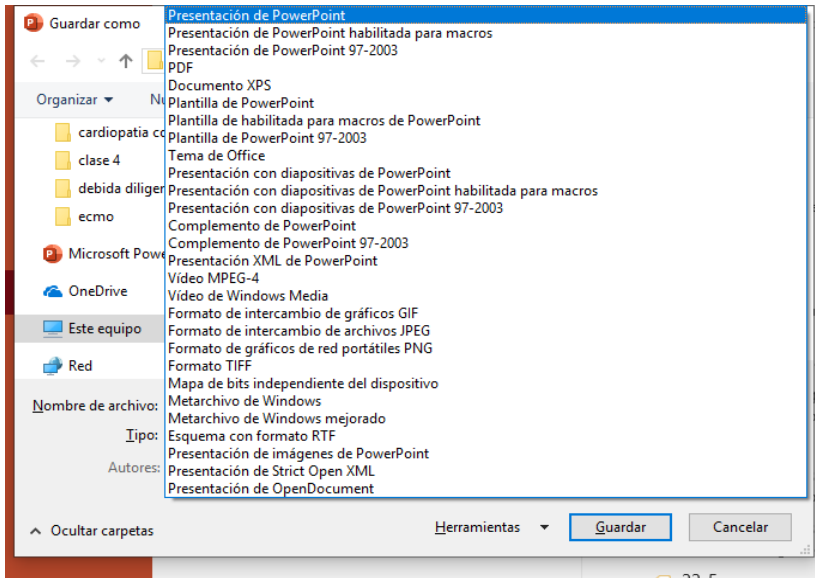 Guardar como
Organizar
cardiopatia
clase 4
debida
ecmo
Microsoft
OneDrive
Este equipo
Red
Presentación de PowerPoint
Presentación de PowerPoint habilitada para macros
Presentación de PowerPoint 97-2003
PDF
Documento XPS
Plantilla de PowerPoint
Plantilla de habilitada para macros de PowerPoint
Plantilla de PowerPoint 97-2003
Tema de Office
Presentación con diapositivas de PowerPoint
Presentación con diapositivas de PowerPoint habilitada para macros
Presentación con diapositivas de PowerPoint 97-2003
Complemento de PowerPoint
Complemento de PowerPoint 97-2003
Presentación XML de PowerPoint
Vídeo MPEG-4
Vídeo de Windows Media
Formato de intercambio de gráficos GIF
Formato de intercambio de archivos JPEG
Formato de gráficos de red portátiles PNG
Formato TIFF
Mapa de bits independiente del dispositivo
Metarchivo de Windows
Metarchivo de Windows mejorado
Esquema con formato RTF
Presentación de imágenes de PowerPoint
Presentación de Strict Open XML
Presentación de OpenDocument
Nombre de archivo:
Tipo:
Autores:
Ocultar carpetas
Herramientas
Guardar
Cancelar